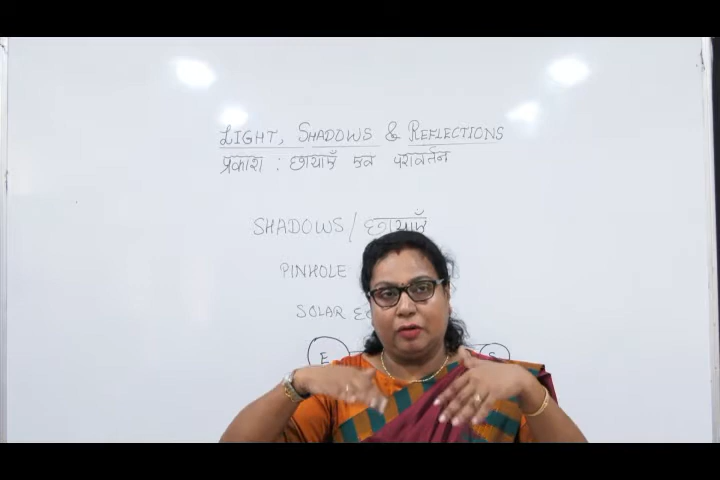 LIGHT, SHADOWS & REFLECTIONS
प्रकाश : छायाएँ एवं परावर्तन
SHADOWS / छायाएँ
PINHOLE
SOLAR
E S